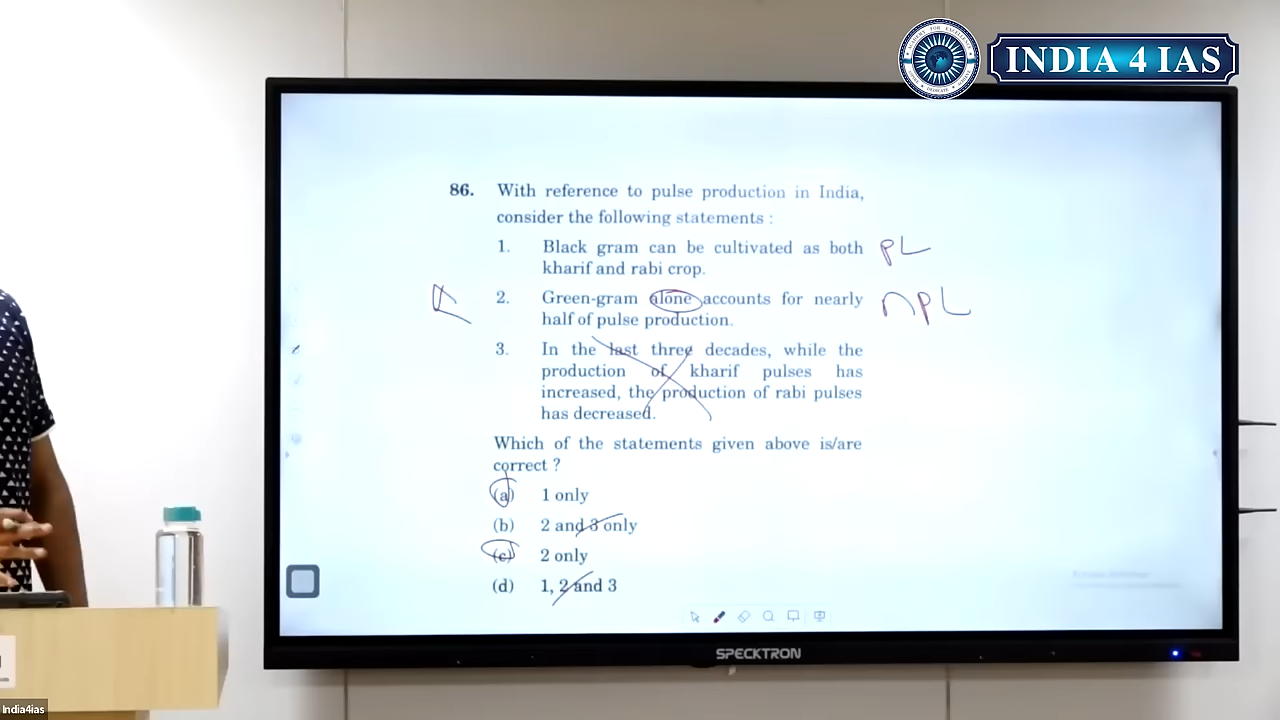 INDIA 4 IAS
86. With reference to pulse production in India,
consider the following statements :
1. Black gram can be cultivated as both PL
kharif and rabi crop.
2. Green-gram alone accounts for nearly NPL
half of pulse production.
3. In the last three decades, while the
production of kharif pulses has
increased, the production of rabi pulses
has decreased.
Which of the statements given above is/are
correct ?
(a) 1 only
(b) 2 and 3 only
(c) 2 only
(d) 1, 2 and 3
SPECKTRON
India4ias